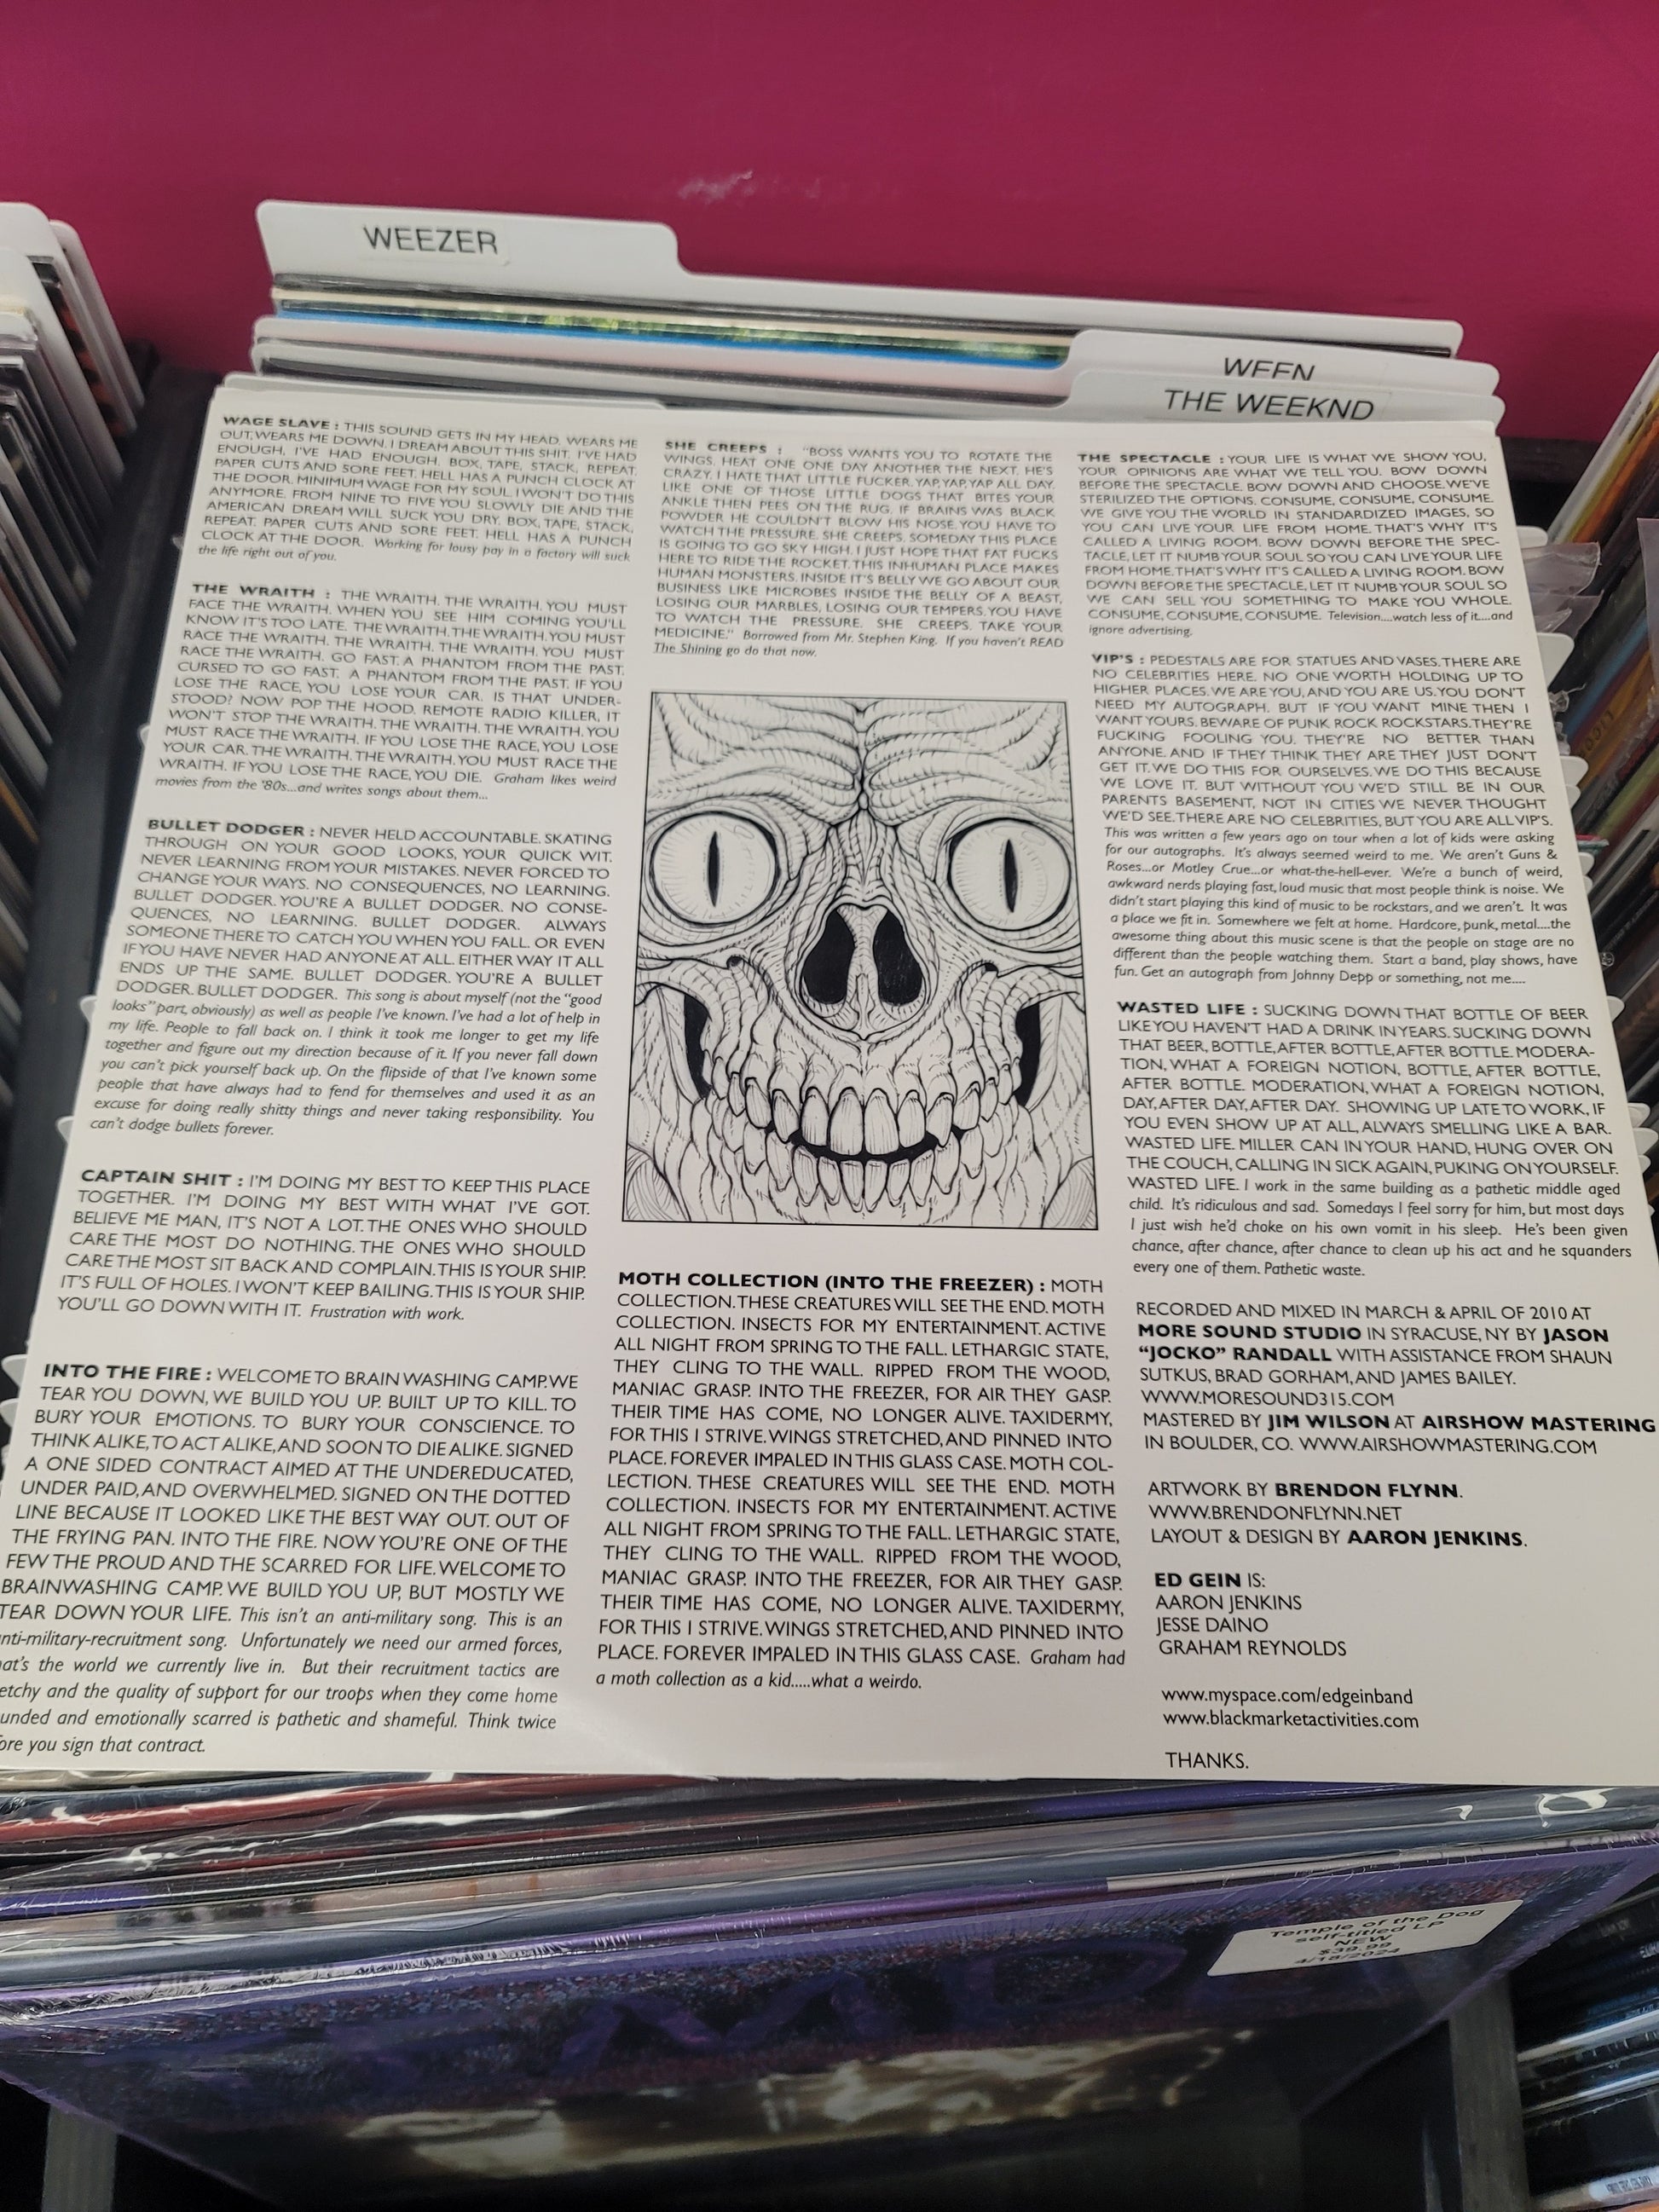 WEEZER
WEEN
THE WEEKND
WAGE SLAVE : THIS SOUND GETS IN MY HEAD. WEARS ME
OUT, WEARS ME DOWN. I DREAM ABOUT THIS SHIT. I'VE HAD
ENOUGH, I'VE HAD ENOUGH. BOX, TAPE, STACK, REPEAT.
PAPER CUTS AND SORE FEET. HELL HAS A PUNCH CLOCK AT
THE DOOR. MINIMUM WAGE FOR MY SOUL. I WON'T DO THIS
ANYMORE. FROM NINE TO FIVE YOU SLOWLY DIE AND THE
AMERICAN DREAM WILL SUCK YOU DRY. BOX, TAPE, STACK,
REPEAT. PAPER CUTS AND SORE FEET. HELL HAS A PUNCH
CLOCK AT THE DOOR. Working for lousy pay in a factory will suck
the life right out of you.
THE WRAITH : THE WRAITH. THE WRAITH. YOU MUST
FACE THE WRAITH. WHEN YOU SEE HIM COMING YOU'LL
KNOW IT'S TOO LATE. THE WRAITH. THE WRAITH. YOU MUST
RACE THE WRAITH. THE WRAITH. THE WRAITH. YOU MUST
RACE THE WRAITH. GO FAST. A PHANTOM FROM THE PAST.
CURSED TO GO FAST. A PHANTOM FROM THE PAST. IF YOU
LOSE THE RACE, YOU LOSE YOUR CAR. IS THAT UNDER-
STOOD? NOW POP THE HOOD. REMOTE RADIO KILLER, IT
WON'T STOP THE WRAITH. THE WRAITH. THE WRAITH. YOU
MUST RACE THE WRAITH. IF YOU LOSE THE RACE, YOU LOSE
YOUR CAR. THE WRAITH. THE WRAITH. YOU MUST RACE THE
WRAITH. IF YOU LOSE THE RACE, YOU DIE. Graham likes weird
movies from the '80s...and writes songs about them...
BULLET DODGER : NEVER HELD ACCOUNTABLE. SKATING
THROUGH ON YOUR GOOD LOOKS, YOUR QUICK WIT.
NEVER LEARNING FROM YOUR MISTAKES. NEVER FORCED TO
CHANGE YOUR WAYS. NO CONSEQUENCES, NO LEARNING.
BULLET DODGER. YOU'RE A BULLET DODGER. NO CONSE-
QUENCES, NO LEARNING. BULLET DODGER. ALWAYS
SOMEONE THERE TO CATCH YOU WHEN YOU FALL. OR EVEN
IF YOU HAVE NEVER HAD ANYONE AT ALL. EITHER WAY IT ALL
ENDS UP THE SAME. BULLET DODGER. YOU'RE A BULLET
DODGER. BULLET DODGER. This song is about myself (not the "good
looks" part, obviously) as well as people I've known. I've had a lot of help in
my life. People to fall back on. I think it took me longer to get my life
together and figure out my direction because of it. If you never fall down
you can't pick yourself back up. On the flipside of that I've known some
people that have always had to fend for themselves and used it as an
excuse for doing really shitty things and never taking responsibility. You
can't dodge bullets forever.
CAPTAIN SHIT : I'M DOING MY BEST TO KEEP THIS PLACE
TOGETHER. I'M DOING MY BEST WITH WHAT I'VE GOT.
BELIEVE ME MAN, IT'S NOT A LOT. THE ONES WHO SHOULD
CARE THE MOST DO NOTHING. THE ONES WHO SHOULD
CARE THE MOST SIT BACK AND COMPLAIN. THIS IS YOUR SHIP.
IT'S FULL OF HOLES. I WON'T KEEP BAILING. THIS IS YOUR SHIP.
YOU'LL GO DOWN WITH IT. Frustration with work.
INTO THE FIRE : WELCOME TO BRAIN WASHING CAMP. WE
TEAR YOU DOWN, WE BUILD YOU UP. BUILT UP TO KILL. TO
BURY YOUR EMOTIONS. TO BURY YOUR CONSCIENCE. TO
THINK ALIKE, TO ACT ALIKE, AND SOON TO DIE ALIKE. SIGNED
A ONE SIDED CONTRACT AIMED AT THE UNDEREDUCATED,
UNDER PAID, AND OVERWHELMED. SIGNED ON THE DOTTED
LINE BECAUSE IT LOOKED LIKE THE BEST WAY OUT. OUT OF
THE FRYING PAN. INTO THE FIRE. NOW YOU'RE ONE OF THE
FEW THE PROUD AND THE SCARRED FOR LIFE. WELCOME TO
BRAINWASHING CAMP. WE BUILD YOU UP, BUT MOSTLY WE
TEAR DOWN YOUR LIFE. This isn't an anti-military song. This is an
nti-military-recruitment song. Unfortunately we need our armed forces,
at's the world we currently live in. But their recruitment tactics are
etchy and the quality of support for our troops when they come home
unded and emotionally scarred is pathetic and shameful. Think twice
ore you sign that contract.
SHE CREEPS : "BOSS WANTS YOU TO ROTATE THE
WINGS. HEAT ONE ONE DAY ANOTHER THE NEXT. HE'S
CRAZY. I HATE THAT LITTLE FUCKER. YAP, YAP, YAP ALL DAY.
LIKE ONE OF THOSE LITTLE DOGS THAT BITES YOUR
ANKLE THEN PEES ON THE RUG. IF BRAINS WAS BLACK
POWDER HE COULDN'T BLOW HIS NOSE. YOU HAVE TO
WATCH THE PRESSURE. SHE CREEPS. SOMEDAY THIS PLACE
IS GOING TO GO SKY HIGH. I JUST HOPE THAT FAT FUCKS
HERE TO RIDE THE ROCKET. THIS INHUMAN PLACE MAKES
HUMAN MONSTERS. INSIDE IT'S BELLY WE GO ABOUT OUR
BUSINESS LIKE MICROBES INSIDE THE BELLY OF A BEAST,
LOSING OUR MARBLES, LOSING OUR TEMPERS. YOU HAVE
TO WATCH THE PRESSURE. SHE CREEPS. TAKE YOUR
MEDICINE." Borrowed from Mr. Stephen King. If you haven't READ
The Shining go do that now.
MOTH COLLECTION (INTO THE FREEZER) : MOTH
COLLECTION. THESE CREATURES WILL SEE THE END. MOTH
COLLECTION. INSECTS FOR MY ENTERTAINMENT. ACTIVE
ALL NIGHT FROM SPRING TO THE FALL. LETHARGIC STATE,
THEY CLING TO THE WALL. RIPPED FROM THE WOOD,
MANIAC GRASP. INTO THE FREEZER, FOR AIR THEY GASP.
THEIR TIME HAS COME, NO LONGER ALIVE. TAXIDERMY,
FOR THIS I STRIVE. WINGS STRETCHED, AND PINNED INTO
PLACE. FOREVER IMPALED IN THIS GLASS CASE. MOTH COL-
LECTION. THESE CREATURES WILL SEE THE END. MOTH
COLLECTION. INSECTS FOR MY ENTERTAINMENT. ACTIVE
ALL NIGHT FROM SPRING TO THE FALL. LETHARGIC STATE,
THEY CLING TO THE WALL. RIPPED FROM THE WOOD,
MANIAC GRASP. INTO THE FREEZER, FOR AIR THEY GASP.
THEIR TIME HAS COME, NO LONGER ALIVE. TAXIDERMY,
FOR THIS I STRIVE. WINGS STRETCHED, AND PINNED INTO
PLACE. FOREVER IMPALED IN THIS GLASS CASE. Graham had
a moth collection as a kid.....what a weirdo.
THE SPECTACLE : YOUR LIFE IS WHAT WE SHOW YOU,
YOUR OPINIONS ARE WHAT WE TELL YOU. BOW DOWN
BEFORE THE SPECTACLE. BOW DOWN AND CHOOSE. WE'VE
STERILIZED THE OPTIONS. CONSUME, CONSUME, CONSUME.
WE GIVE YOU THE WORLD IN STANDARDIZED IMAGES, SO
YOU CAN LIVE YOUR LIFE FROM HOME. THAT'S WHY IT'S
CALLED A LIVING ROOM. BOW DOWN BEFORE THE SPEC-
TACLE, LET IT NUMB YOUR SOUL SO YOU CAN LIVE YOUR LIFE
FROM HOME. THAT'S WHY IT'S CALLED A LIVING ROOM. BOW
DOWN BEFORE THE SPECTACLE, LET IT NUMB YOUR SOUL SO
WE CAN SELL YOU SOMETHING TO MAKE YOU WHOLE.
CONSUME, CONSUME, CONSUME. Television....watch less of it....and
ignore advertising.
VIP'S : PEDESTALS ARE FOR STATUES AND VASES. THERE ARE
NO CELEBRITIES HERE. NO ONE WORTH HOLDING UP TO
HIGHER PLACES. WE ARE YOU, AND YOU ARE US. YOU DON'T
NEED MY AUTOGRAPH. BUT IF YOU WANT MINE THEN I
WANT YOURS. BEWARE OF PUNK ROCK ROCKSTARS. THEY'RE
FUCKING FOOLING YOU. THEY'RE NO BETTER THAN
ANYONE. AND IF THEY THINK THEY ARE THEY JUST DON'T
GET IT. WE DO THIS FOR OURSELVES. WE DO THIS BECAUSE
WE LOVE IT. BUT WITHOUT YOU WE'D STILL BE IN OUR
PARENTS BASEMENT, NOT IN CITIES WE NEVER THOUGHT
WE'D SEE. THERE ARE NO CELEBRITIES, BUT YOU ARE ALL VIP'S.
This was written a few years ago on tour when a lot of kids were asking
for our autographs. It's always seemed weird to me. We aren't Guns &
Roses...or Motley Crue...or what-the-hell-ever. We're a bunch of weird,
awkward nerds playing fast, loud music that most people think is noise. We
didn't start playing this kind of music to be rockstars, and we aren't. It was
a place we fit in. Somewhere we felt at home. Hardcore, punk, metal....the
awesome thing about this music scene is that the people on stage are no
different than the people watching them. Start a band, play shows, have
fun. Get an autograph from Johnny Depp or something, not me....
WASTED LIFE : SUCKING DOWN THAT BOTTLE OF BEER
LIKE YOU HAVEN'T HAD A DRINK IN YEARS. SUCKING DOWN
THAT BEER, BOTTLE, AFTER BOTTLE, AFTER BOTTLE. MODERA-
TION, WHAT A FOREIGN NOTION, BOTTLE, AFTER BOTTLE,
AFTER BOTTLE. MODERATION, WHAT A FOREIGN NOTION,
DAY, AFTER DAY, AFTER DAY. SHOWING UP LATE TO WORK, IF
YOU EVEN SHOW UP AT ALL, ALWAYS SMELLING LIKE A BAR.
WASTED LIFE. MILLER CAN IN YOUR HAND, HUNG OVER ON
THE COUCH, CALLING IN SICK AGAIN, PUKING ON YOURSELF.
WASTED LIFE. I work in the same building as a pathetic middle aged
child. It's ridiculous and sad. Somedays I feel sorry for him, but most days
I just wish he'd choke on his own vomit in his sleep. He's been given
chance, after chance, after chance to clean up his act and he squanders
every one of them. Pathetic waste.
RECORDED AND MIXED IN MARCH & APRIL OF 2010 AT
MORE SOUND STUDIO IN SYRACUSE, NY BY JASON
"JOCKO" RANDALL WITH ASSISTANCE FROM SHAUN
SUTKUS, BRAD GORHAM, AND JAMES BAILEY.
WWW.MORESOUND315.COM
MASTERED BY JIM WILSON AT AIRSHOW MASTERING
IN BOULDER, CO. WWW.AIRSHOWMASTERING.COM
ARTWORK BY BRENDON FLYNN.
WWW.BRENDONFLYNN.NET
LAYOUT & DESIGN BY AARON JENKINS.
ED GEIN IS:
AARON JENKINS
JESSE DAINO
GRAHAM REYNOLDS
www.myspace.com/edgeinband
www.blackmarketactivities.com
THANKS.
Temple of the Dog
self-titled LP
NEW
$39.99
4/18/2024